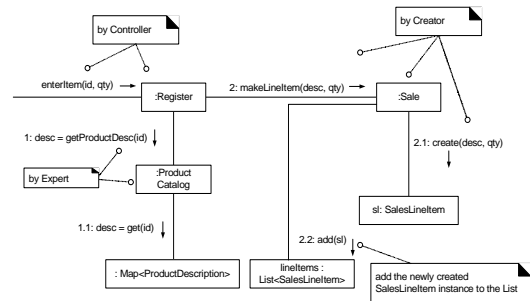 by Controller
by Creator
enterItem(id, qty)
:Register
2: makeLineItem(desc, qty)
:Sale
1: desc = getProductDesc(id)
2.1: create(desc, qty)
by Expert
:Product
Catalog
sl: SalesLineItem
1.1: desc = get(id)
2.2: add(sl)
: Map<ProductDescription>
lineItems :
List<SalesLineItem>
add the newly created
SalesLineItem instance to the List